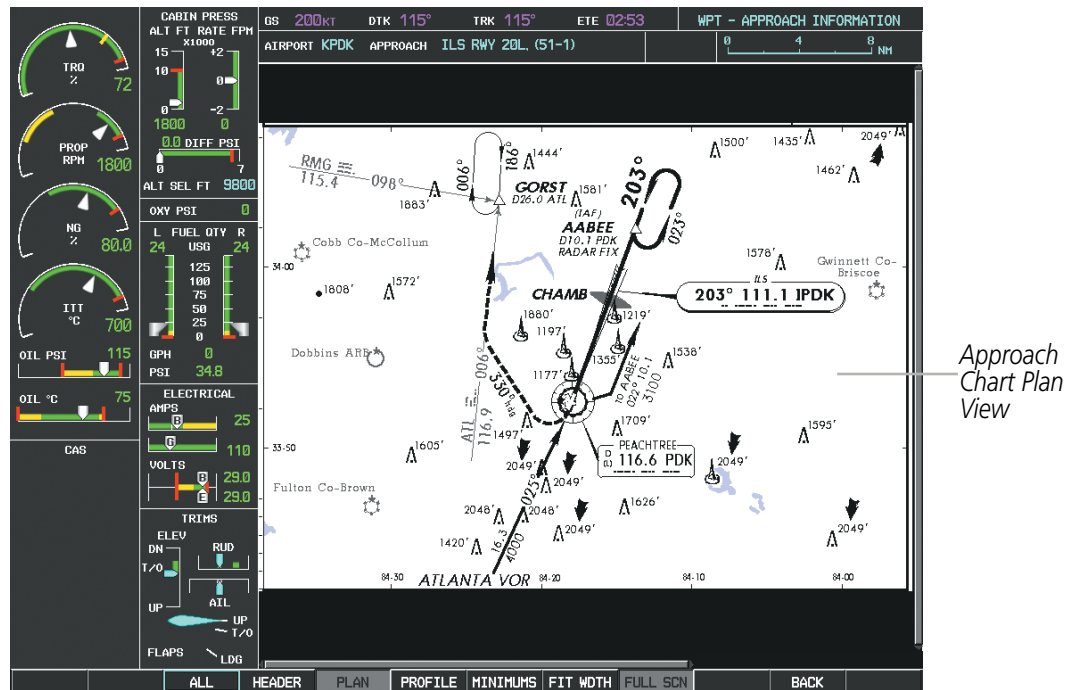 GS 200KT DTK 115° TRK 115° ETE 02:53 WPT - APPROACH INFORMATION
AIRPORT KPDK APPROACH ILS RWY 20L, (51-1)
0 4 8 NM
TRQ
%
72
PROP
RPM
1800
NG
%
80.0
ITT
°C
700
OIL PSI 115
OIL °C 75
CAS
CABIN PRESS
ALT FT RATE FPM
X1000
15 +2
10 0
0 -2
1800 0
0.0 DIFF PSI
0 7
ALT SEL FT 9800
OXY PSI 0
L FUEL QTY R
24 USG 24
125
100
75
50
25
0
GPH 0
PSI 34.8
ELECTRICAL
AMPS
B 25
G 110
VOLTS
B 29.0
E 29.0
TRIMS
ELEV
DN RUD
T/O
AIL
UP
UP
T/O
FLAPS LDG
RMG
115.4
098°
006°
186°
1444'
1883'
GORST
D26.0 ATL
1581'
(IAF)
AABEE
D10.1 PDK
RADAR FIX
203°
023°
1500'
1435'
2049'
1462'
Cobb Co-McCollum
34-00
1808'
1572'
CHAMB
1578'
Gwinnett Co-
Briscoe
ILS
203° 111.1 IPDK
1880'
1197'
1219'
1355'
1538'
1177'
Dobbins ARB
330° hdg
ATL
116.9
006°
TO AABEE
022° 10.1
3100
1709'
1497'
PEACHTREE
D
(L)
116.6 PDK
1595'
1605'
33-50
2049'
2049'
2049'
Fulton Co-Brown
025°
1626'
2048'
2048'
2049'
2049'
1420'
16.3
4000
ATLANTA VOR
84-30 84-20 84-10 84-00
Approach
Chart Plan
View
ALL HEADER PLAN PROFILE MINIMUMS FIT WDTH FULL SCN BACK